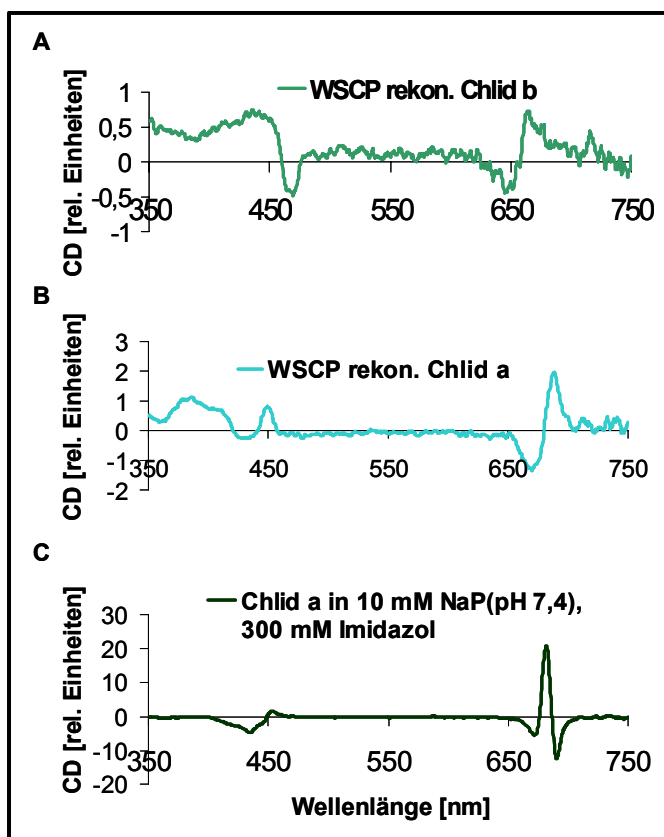 A
CD [rel. Einheiten]
WSCP rekon. Chlid b
1
0,5
0
-0,5
-1
350 450 550 650 750
B
CD [rel. Einheiten]
WSCP rekon. Chlid a
3
2
1
0
-1
-2
350 450 550 650 750
C
CD [rel. Einheiten]
Chlid a in 10 mM NaP(pH 7,4),
300 mM Imidazol
30
20
10
0
-10
-20
350 450 550 650 750
Wellenlänge [nm]